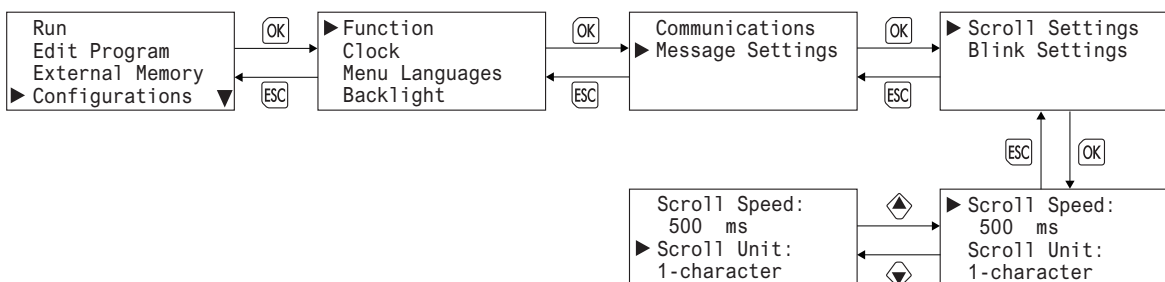 Run
Edit Program
External Memory
Configurations
OK
ESC
Function
Clock
Menu Languages
Backlight
OK
ESC
Communications
Message Settings
OK
ESC
Scroll Settings
Blink Settings
ESC
OK
Scroll Speed:
500 ms
Scroll Unit:
1-character
Scroll Speed:
500 ms
Scroll Unit:
1-character